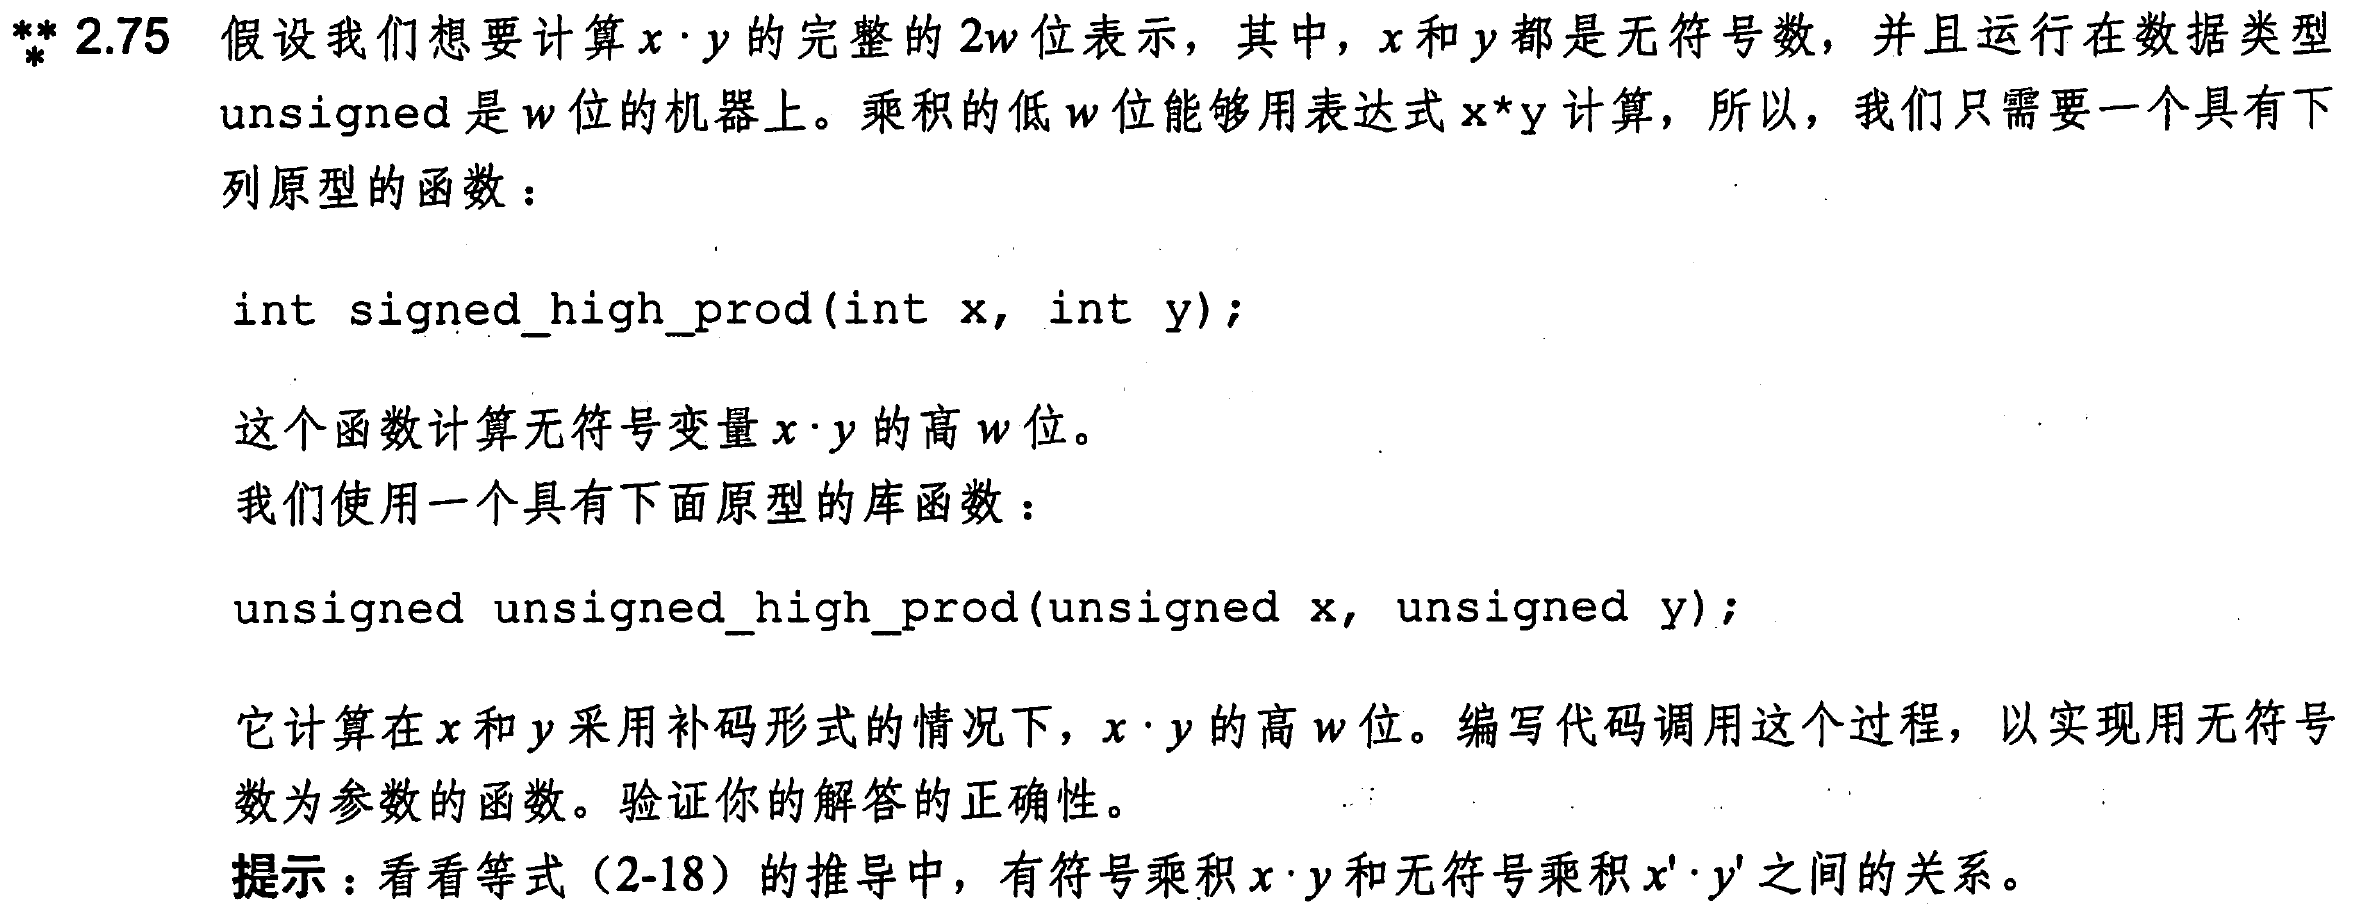 *** 2.75 假设我们想要计算 x · y 的完整的 2w 位表示，其中，x 和 y 都是无符号数，并且运行在数据类型
unsigned 是 w 位的机器上。乘积的低 w 位能够用表达式 x*y 计算，所以，我们只需要一个具有下
列原型的函数：
int signed_high_prod(int x, int y);
这个函数计算无符号变量 x · y 的高 w 位。
我们使用一个具有下面原型的库函数：
unsigned unsigned_high_prod(unsigned x, unsigned y);
它计算在 x 和 y 采用补码形式的情况下，x · y 的高 w 位。编写代码调用这个过程，以实现用无符号
数为参数的函数。验证你的解答的正确性。
提示：看看等式（2-18）的推导中，有符号乘积 x · y 和无符号乘积 x' · y' 之间的关系。